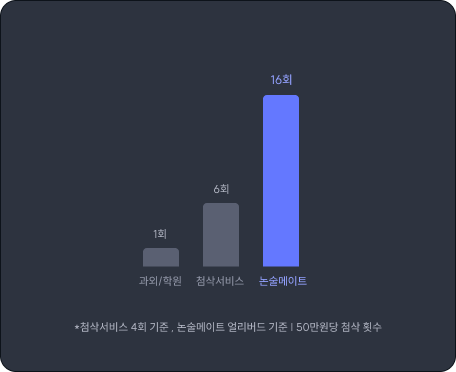 16회
6회
1회
과외/학원 첨삭서비스 논술메이트
*첨삭서비스 4회 기준 , 논술메이트 얼리버드 기준 | 50만원당 첨삭 횟수